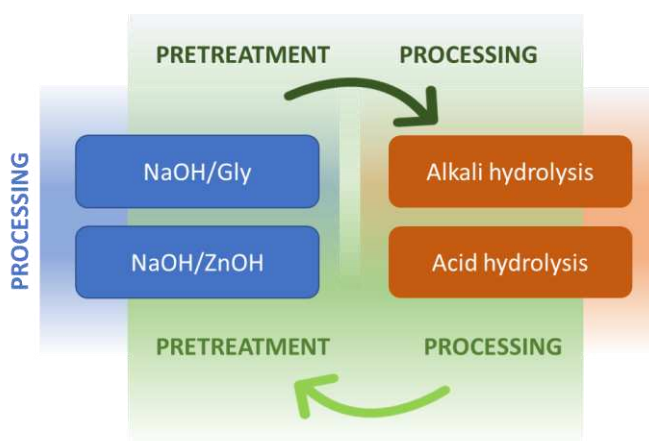 PRETREATMENT PROCESSING
PROCESSING
NaOH/Gly
Alkali hydrolysis
NaOH/ZnOH
Acid hydrolysis
PRETREATMENT PROCESSING